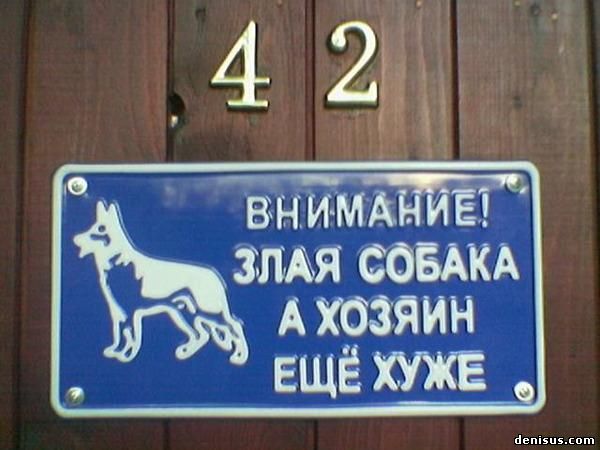 42
ВНИМАНИЕ!
ЗЛАЯ СОБАКА
А ХОЗЯИН
ЕЩЁ ХУЖЕ
denisus.com